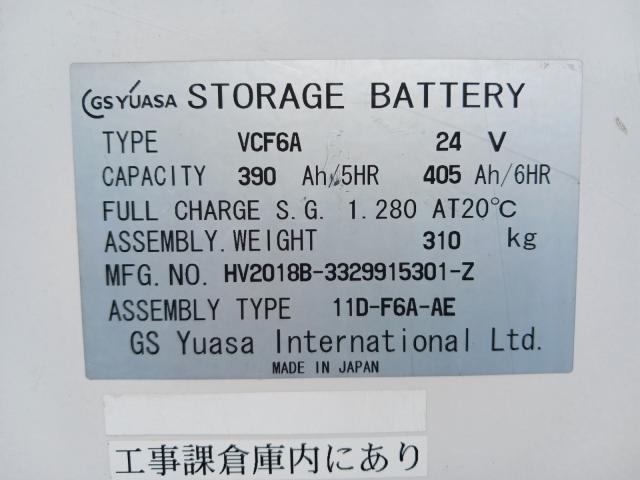 GS YUASA STORAGE BATTERY
TYPE VCF6A 24 V
CAPACITY 390 Ah/5HR 405 Ah/6HR
FULL CHARGE S.G. 1.280 AT20℃
ASSEMBLY.WEIGHT 310 kg
MFG.NO. HV2018B-3329915301-Z
ASSEMBLY TYPE 11D-F6A-AE
GS Yuasa International Ltd.
MADE IN JAPAN
工事課倉庫内にあり